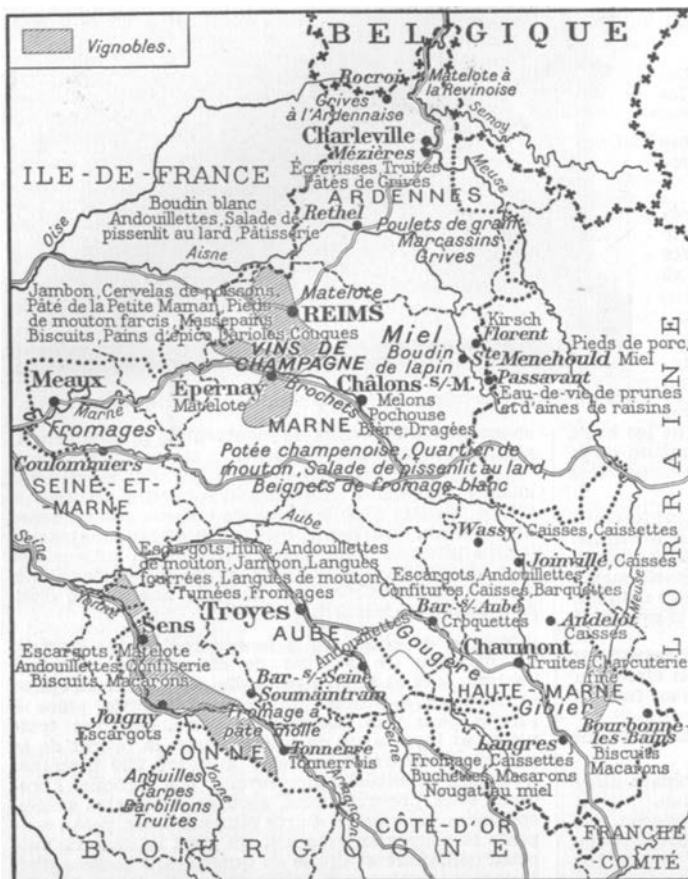 Vignobles.
BELGIQUE
Rocroi
Matelote à
la Revinoise
Grives
à l'Ardennaise
Semoy
Charleville
Mézières
Meuse
Écrevisses, Truites
Pâtés de Grives
ILE-DE-FRANCE
ARDENNES
Boudin blanc
Andouillettes, Salade de
pissenlit au lard, Pâtisserie
Rethel
Oise
Aisne
Poulets de grain
Marcassins
Grives
Jambon, Cervelas de poissons,
Pâté de la Petite Maman, Pieds
de mouton farcis, Massepains
Biscuits, Pains d'épice, Darioles, Couques
Matelote
REIMS
VINS DE
CHAMPAGNE
Miel
Boudin
de lapin
Kirsch
Florent
Pieds de porc,
Ste Menehould Miel
Passavant
Eau-de-vie de prunes
et d'aines de raisins
LORRAINE
Meaux
Marne
Fromages
Epernay
Matelote
Brochets
Châlons s/-M.
Melons
Pochouse
Bière, Dragées
MARNE
Coulommiers
SEINE-ET-
MARNE
Potée champenoise, Quartier de
mouton, Salade de pissenlit au lard
Beignets de fromage blanc
Seine
Aube
Wassy, Caisses, Caissettes
Joinville, Caisses
Escargots, Huile, Andouillettes
de mouton, Jambon, Langues
fourrées, Langues de mouton
fumées, Fromages
Escargots, Andouillettes
Confitures, Caisses, Barquettes
Meuse
Troyes
Bar-s/-Aube
Croquettes
Andelot
Caisses
Yonne
Sens
AUBE
Andouillettes
Gougère
Chaumont
Truites, Charcuterie
fine
Escargots, Matelote
Andouillettes, Confiserie
Biscuits, Macarons
Bar-s/-Seine
Soumaintrain
HAUTE-MARNE
Gibier
Joigny
Escargots
Fromage à
pâte molle
Bourbonne-
les-Bains
Biscuits
Macarons
YONNE
Tonnerre
Tonnerrois
Seine
Langres
Fromage, Caissettes
Buchettes, Macarons
Nougat au miel
Anguilles
Carpes
Barbillons
Truites
Yonne
Armançon
CÔTE-D'OR
FRANCHE-
COMTÉ
BOURGOGNE